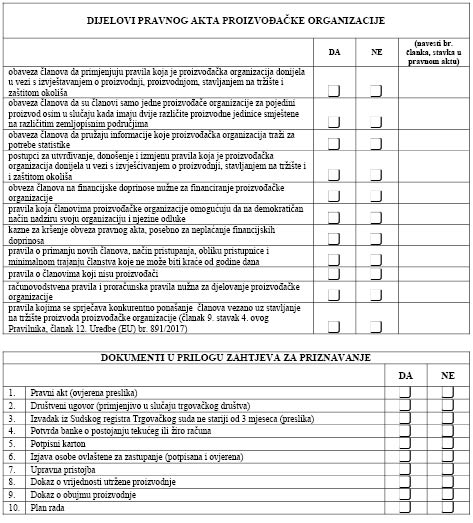 DIJELOVI PRAVNOG AKTA PROIZVOĐAČKE ORGANIZACIJE
DA
NE
(navesti br.
članka, stavka u
pravnom aktu)
obaveza članova da primjenjuju pravila koja je proizvođačka organizacija donijela
u vezi s izvještavanjem o proizvodnji, proizvodnjom, stavljanjem na tržište i
zaštitom okoliša
obaveza članova da su članovi samo jedne proizvođače organizacije za pojedini
proizvod osim u slučaju kada imaju dvije različite proizvodne jedinice smještene
na različitim zemljopisnim područjima
obaveza članova da pružaju informacije koje proizvođačka organizacija traži za
potrebe statistike
postupci za utvrđivanje, donošenje i izmjenu pravila koja je proizvođačka
organizacija donijela u vezi s izvješćivanjem o proizvodnji, stavljanjem na tržište i
i zaštitom okoliša
obveza članova na financijske doprinose nužne za financiranje proizvođačke
organizacije
pravila koja članovima proizvođačke organizacije omogućuju da na demokratičan
način nadziru svoju organizaciju i njezine odluke
kazne za kršenje obveza pravnog akta, posebno za neplaćanje financijskih
doprinosa
pravila o primanju novih članova, način pristupanja, obliku pristupnice i
minimalnom trajanju članstva koje ne može biti kraće od godine dana
pravila o članovima koji nisu proizvođači
računovodstvena pravila i proračunska pravila nužna za djelovanje proizvođačke
organizacije
pravila kojima se sprječava konkurentno ponašanje članova vezano uz stavljanje
na tržište proizvoda proizvođačke organizacije (članak 9. stavak 4. ovog
Pravilnika, članak 12. Uredbe (EU) br. 891/2017)
DOKUMENTI U PRILOGU ZAHTJEVA ZA PRIZNAVANJE
DA NE
1. Pravni akt (ovjerena preslika)
2. Društveni ugovor (primjenjivo u slučaju trgovačkog društva)
3. Izvadak iz Sudskog registra Trgovačkog suda ne stariji od 3 mjeseca (preslika)
4. Potvrda banke o postojanju tekućeg ili žiro računa
5. Potpisni karton
6. Izjava osobe ovlaštene za zastupanje (potpisana i ovjerena)
7. Upravna pristojba
8. Dokaz o vrijednosti utržene proizvodnje
9. Dokaz o obujmu proizvodnje
10. Plan rada